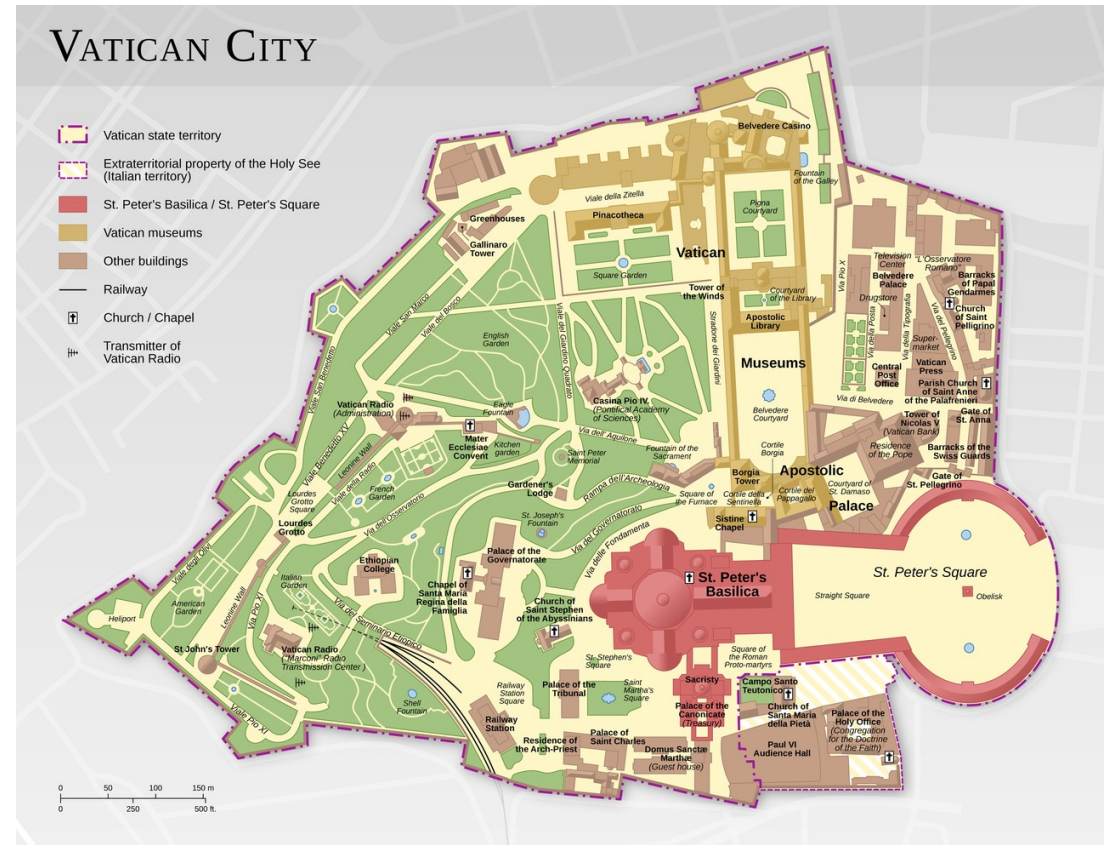 VATICAN CITY
Vatican state territory
Extraterritorial property of the Holy See
(Italian territory)
St. Peter's Basilica / St. Peter's Square
Vatican museums
Other buildings
Railway
Church / Chapel
Transmitter of
Vatican Radio
Belvedere Casino
Fountain
of the Galley
Viale della Zitella
Pinacotheca
Pigna
Courtyard
Greenhouses
Gallinaro
Tower
Vatican
Square Garden
Tower of
the Winds
Courtyard
of the Library
Apostolic
Library
Via Pio X
Television
Center
"L'Osservatore
Romano"
Belvedere
Palace
Barracks
of Papal
Gendarmes
Drugstore
Church
of Saint
Pelligrino
Via della Posta
Via della Tipografia
Via del Pellegrino
Super-
market
Vatican
Press
Central
Post
Office
Parish Church
of Saint Anne
of the Palafrenieri
Via di Belvedere
Viale San Marco
Viale del Bosco
English
Garden
Viale del Giardino Quadrato
Stradone dei Giardini
Museums
Viale San Benedetto
Vatican Radio
(Administration)
Eagle
Fountain
Casina Pio IV.
(Pontifical Academy
of Sciences)
Belvedere
Courtyard
Tower of
Nicolas V
(Vatican Bank)
Gate of
St. Anna
Mater
Ecclesiae
Convent
Kitchen
garden
Via dell' Aquilone
Saint Peter
Memorial
Fountain of the
Sacrament
Cortile
Borgia
Residence
of the Pope
Barracks of the
Swiss Guards
Viale Benedetto XV
Leonine Wall
Viale della Radio
French
Garden
Gardener's
Lodge
Rampa dell'Archeologia
Borgia
Tower
Apostolic
Gate of
St. Pellegrino
Lourdes
Grotto
Square
Via dell'Osservatorio
Square of
the Furnace
Cortile della
Sentinella
Cortile del
Pappagallo
Courtyard of
St. Damaso
Palace
Lourdes
Grotto
St. Joseph's
Fountain
Via del Governatorato
Sistine
Chapel
Viale degli Olivi
Via delle Fondamenta
Palace of the
Governatorate
Ethiopian
College
Italian
Garden
Chapel of
Santa Maria
Regina della
Famiglia
St. Peter's
Basilica
St. Peter's Square
Straight Square
Obelisk
American
Garden
Leonine Wall
Via Pio XI
Heliport
Via del Seminario Etiopico
Church of
Saint Stephen
of the Abyssinians
St John's Tower
Vatican Radio
("Marconi" Radio
Transmission Center )
St. Stephen's
Square
Square of
the Roman
Proto-martyrs
Viale Pio XI
Shell
Fountain
Railway
Station
Square
Palace of the
Tribunal
Saint
Martha's
Square
Sacristy
Campo Santo
Teutonico
Palace of the
Canonicate
(Treasury)
Church of
Santa Maria
della Pietà
Palace of the
Holy Office
(Congregation
for the Doctrine
of the Faith)
Railway
Station
Residence of
the Arch-Priest
Palace of
Saint Charles
Domus Sanctæ
Marthæ
(Guest house)
Paul VI
Audience Hall
0 50 100 150 m
0 250 500 ft.